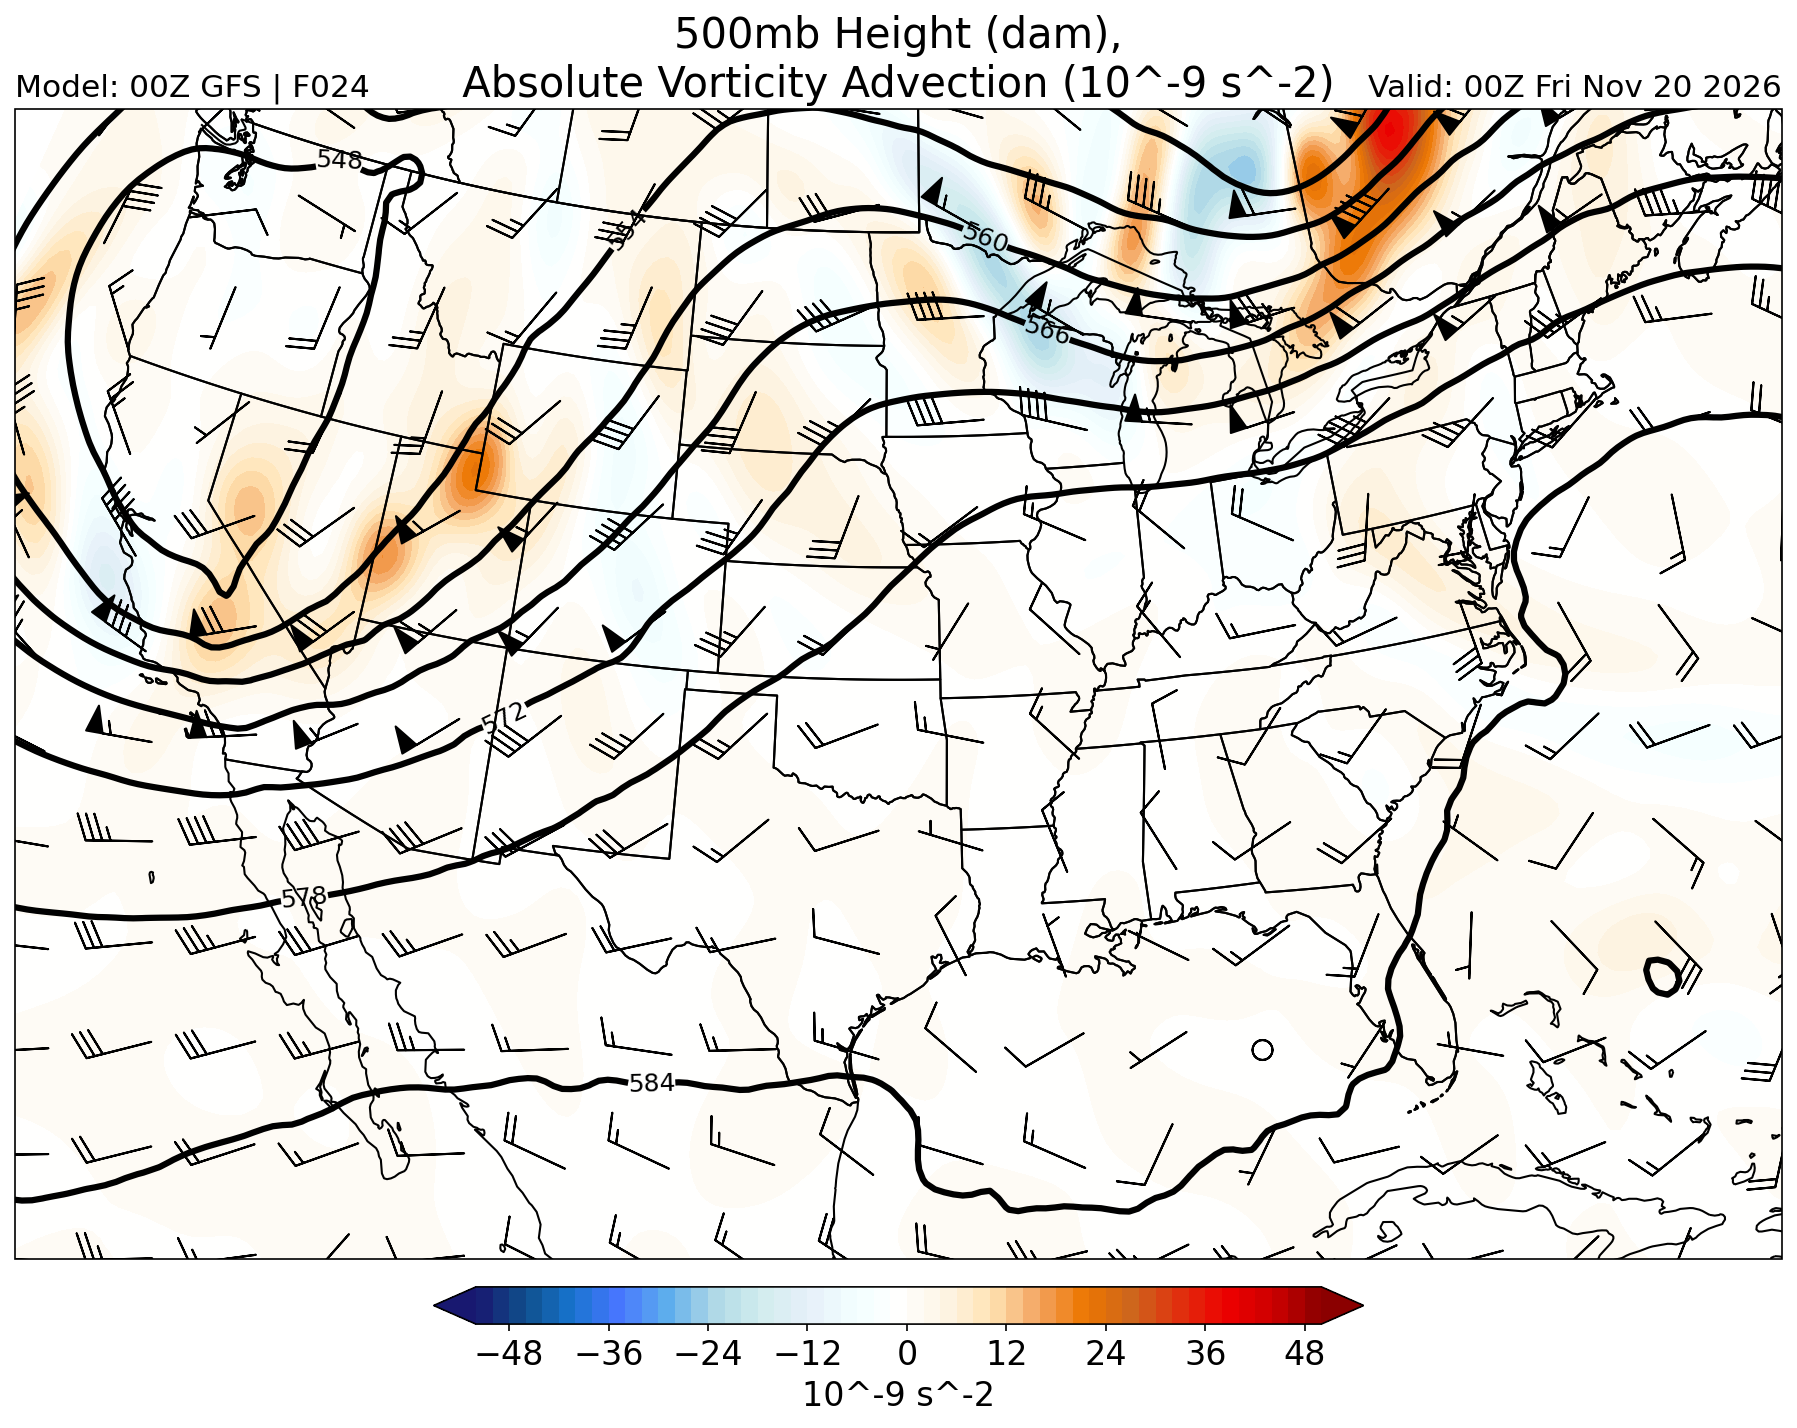 500mb Height (dam),
Model: 00Z GFS | F024
Absolute Vorticity Advection (10^-9 s^-2)
Valid: 00Z Fri Nov 20 2026
548
554
560
566
572
578
584
−48 −36 −24 −12 0 12 24 36 48
10^-9 s^-2